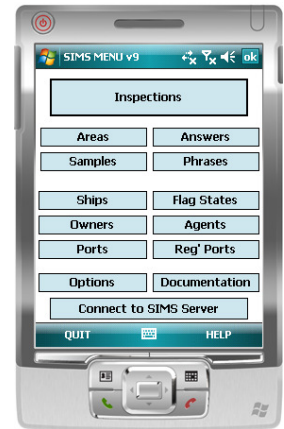 SIMS MENU v9 ok
Inspections
Areas Answers
Samples Phrases
Ships Flag States
Owners Agents
Ports Reg' Ports
Options Documentation
Connect to SIMS Server
QUIT HELP